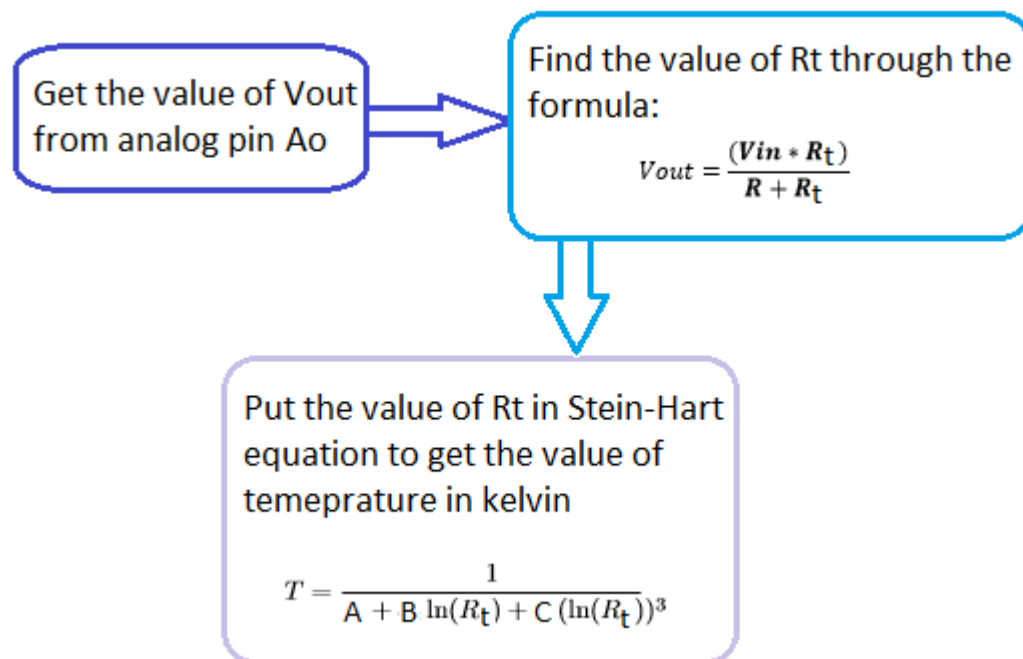 Get the value of Vout
from analog pin Ao
Find the value of Rt through the
formula:
Vout = (Vin * Rt) / R + Rt
Put the value of Rt in Stein-Hart
equation to get the value of
temeprature in kelvin
T = 1 / A + B ln(Rt) + C (ln(Rt))³